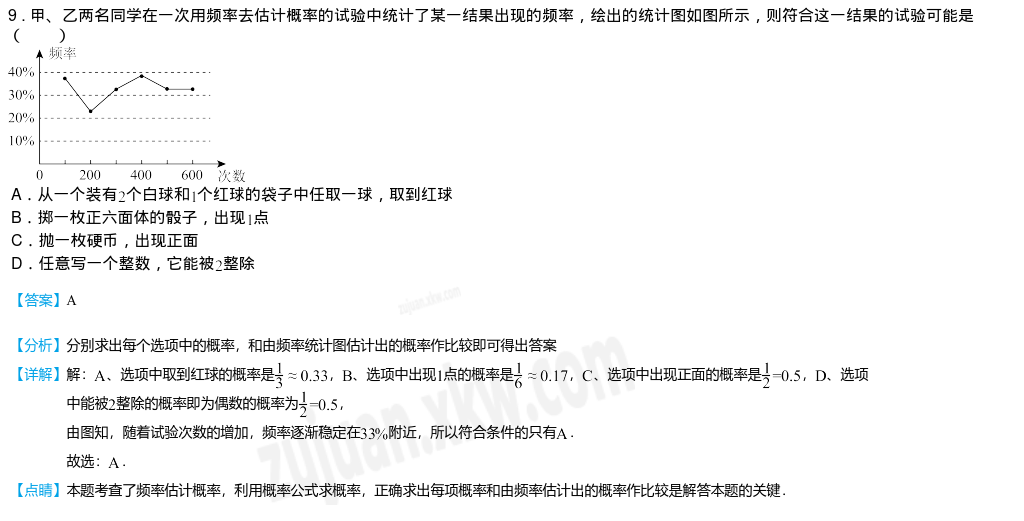 9．甲、乙两名同学在一次用频率去估计概率的试验中统计了某一结果出现的频率，绘出的统计图如图所示，则符合这一结果的试验可能是
（　　）
频率
40%
30%
20%
10%
0 200 400 600 次数
A．从一个装有2个白球和1个红球的袋子中任取一球，取到红球
B．掷一枚正六面体的骰子，出现1点
C．抛一枚硬币，出现正面
D．任意写一个整数，它能被2整除
【答案】A
【分析】分别求出每个选项中的概率，和由频率统计图估计出的概率作比较即可得出答案
【详解】解：A、选项中取到红球的概率是1/3≈0.33，B、选项中出现1点的概率是1/6≈0.17，C、选项中出现正面的概率是1/2=0.5，D、选项
中能被2整除的概率即为偶数的概率为1/2=0.5，
由图知，随着试验次数的增加，频率逐渐稳定在33%附近，所以符合条件的只有A．
故选：A．
【点睛】本题考查了频率估计概率，利用概率公式求概率，正确求出每项概率和由频率估计出的概率作比较是解答本题的关键．
zujuan.xkw.com
zujuan.xkw.com